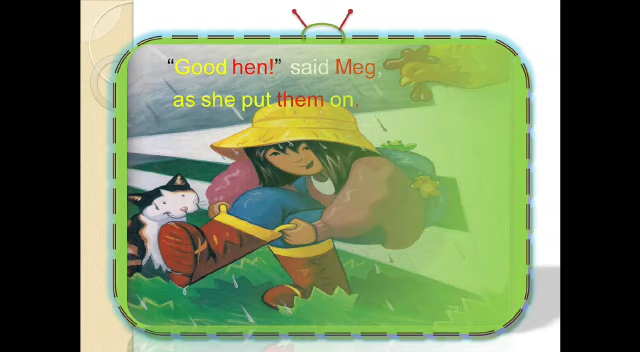 “Good hen!” said Meg,
as she put them on.